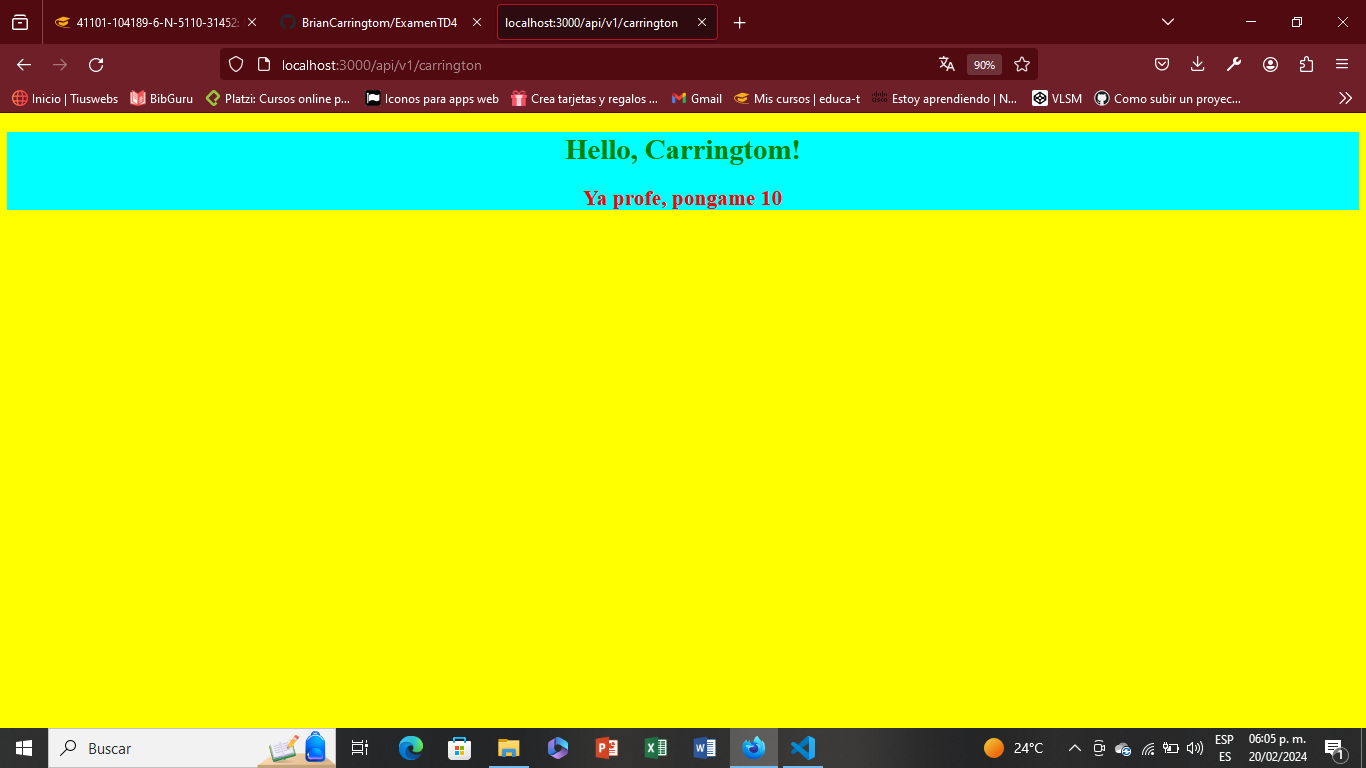 41101-104189-6-N-5110-31452
BrianCarringtom/ExamenTD4
localhost:3000/api/v1/carrington
localhost:3000/api/v1/carrington
90%
Inicio | Tiuswebs
BibGuru
Platzi: Cursos online p...
Iconos para apps web
Crea tarjetas y regalos ...
Gmail
Mis cursos | educa-t
Estoy aprendiendo | N...
VLSM
Como subir un proyec...
Hello, Carringtom!
Ya profe, pongame 10
Buscar
24°C
ESP
ES
06:05 p. m.
20/02/2024
1